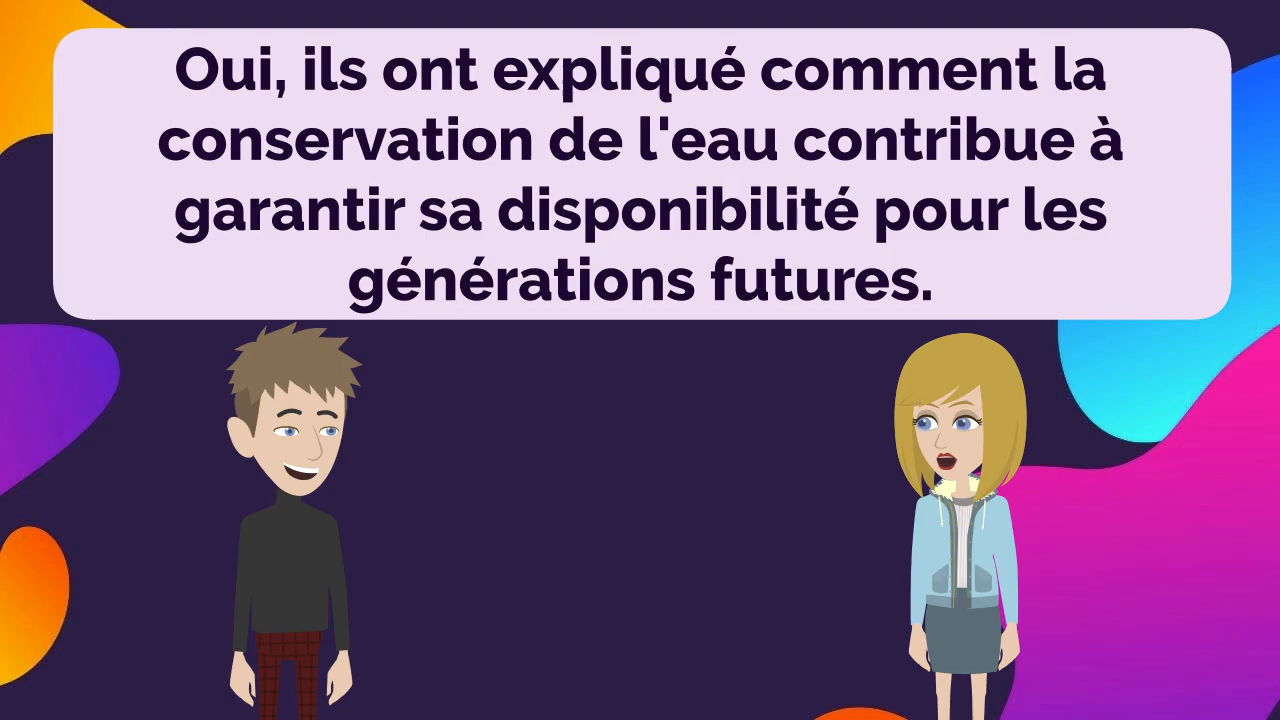 Oui, ils ont expliqué comment la
conservation de l'eau contribue à
garantir sa disponibilité pour les
générations futures.